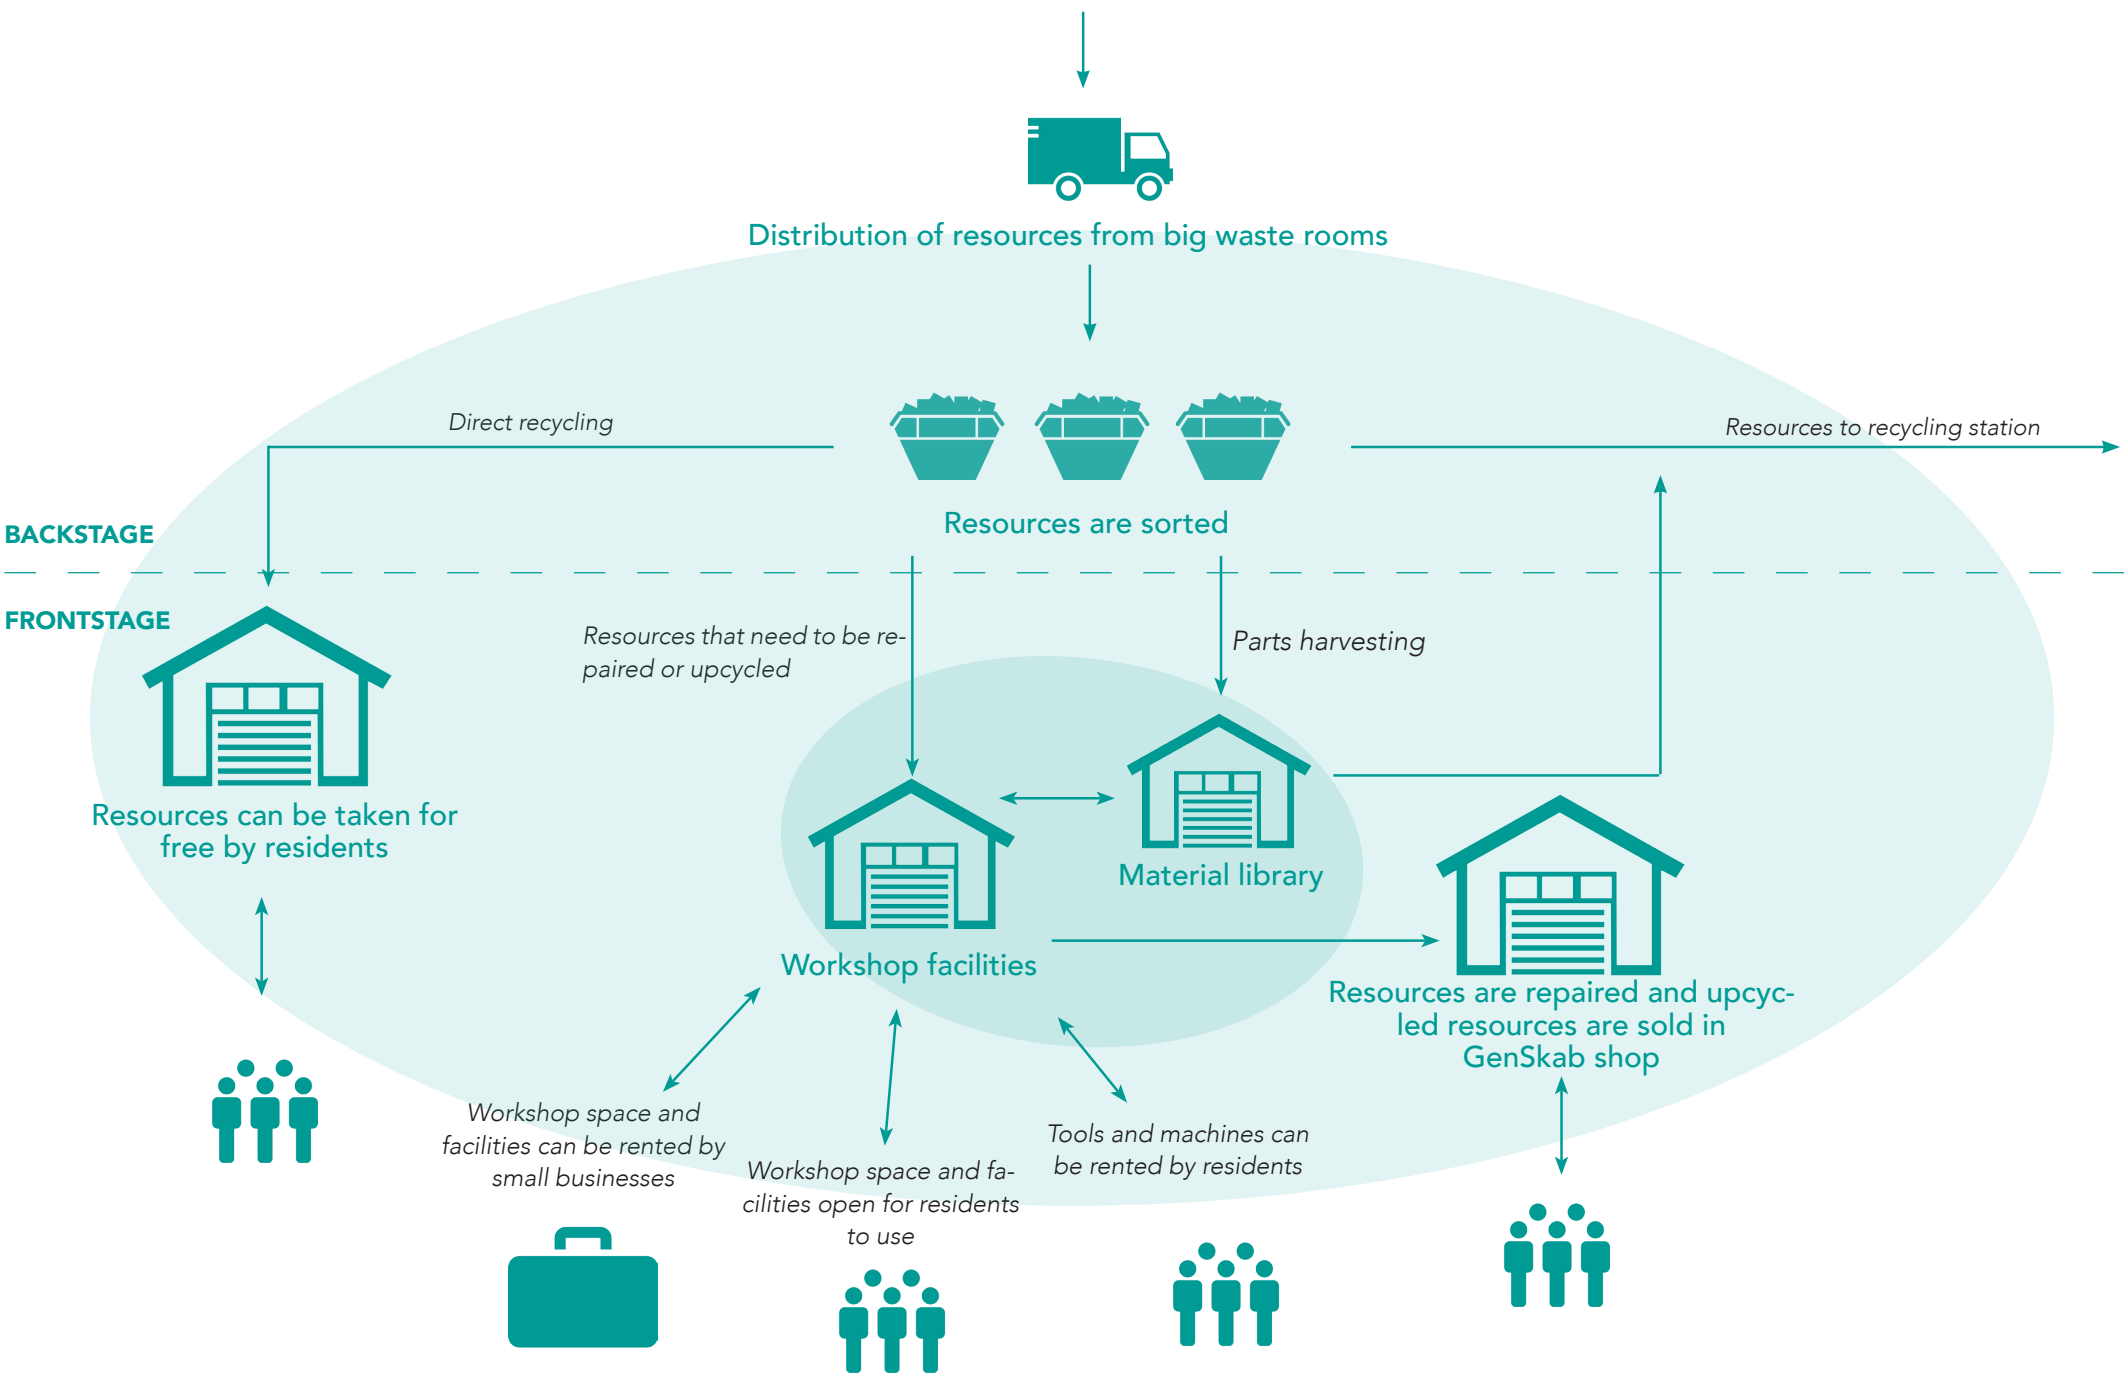 Distribution of resources from big waste rooms
Direct recycling
Resources to recycling station
Resources are sorted
BACKSTAGE
FRONTSTAGE
Resources that need to be re-
paired or upcycled
Parts harvesting
Resources can be taken for
free by residents
Material library
Workshop facilities
Resources are repaired and upcyc-
led resources are sold in
GenSkab shop
Workshop space and
facilities can be rented by
small businesses
Workshop space and fa-
cilities open for residents
to use
Tools and machines can
be rented by residents